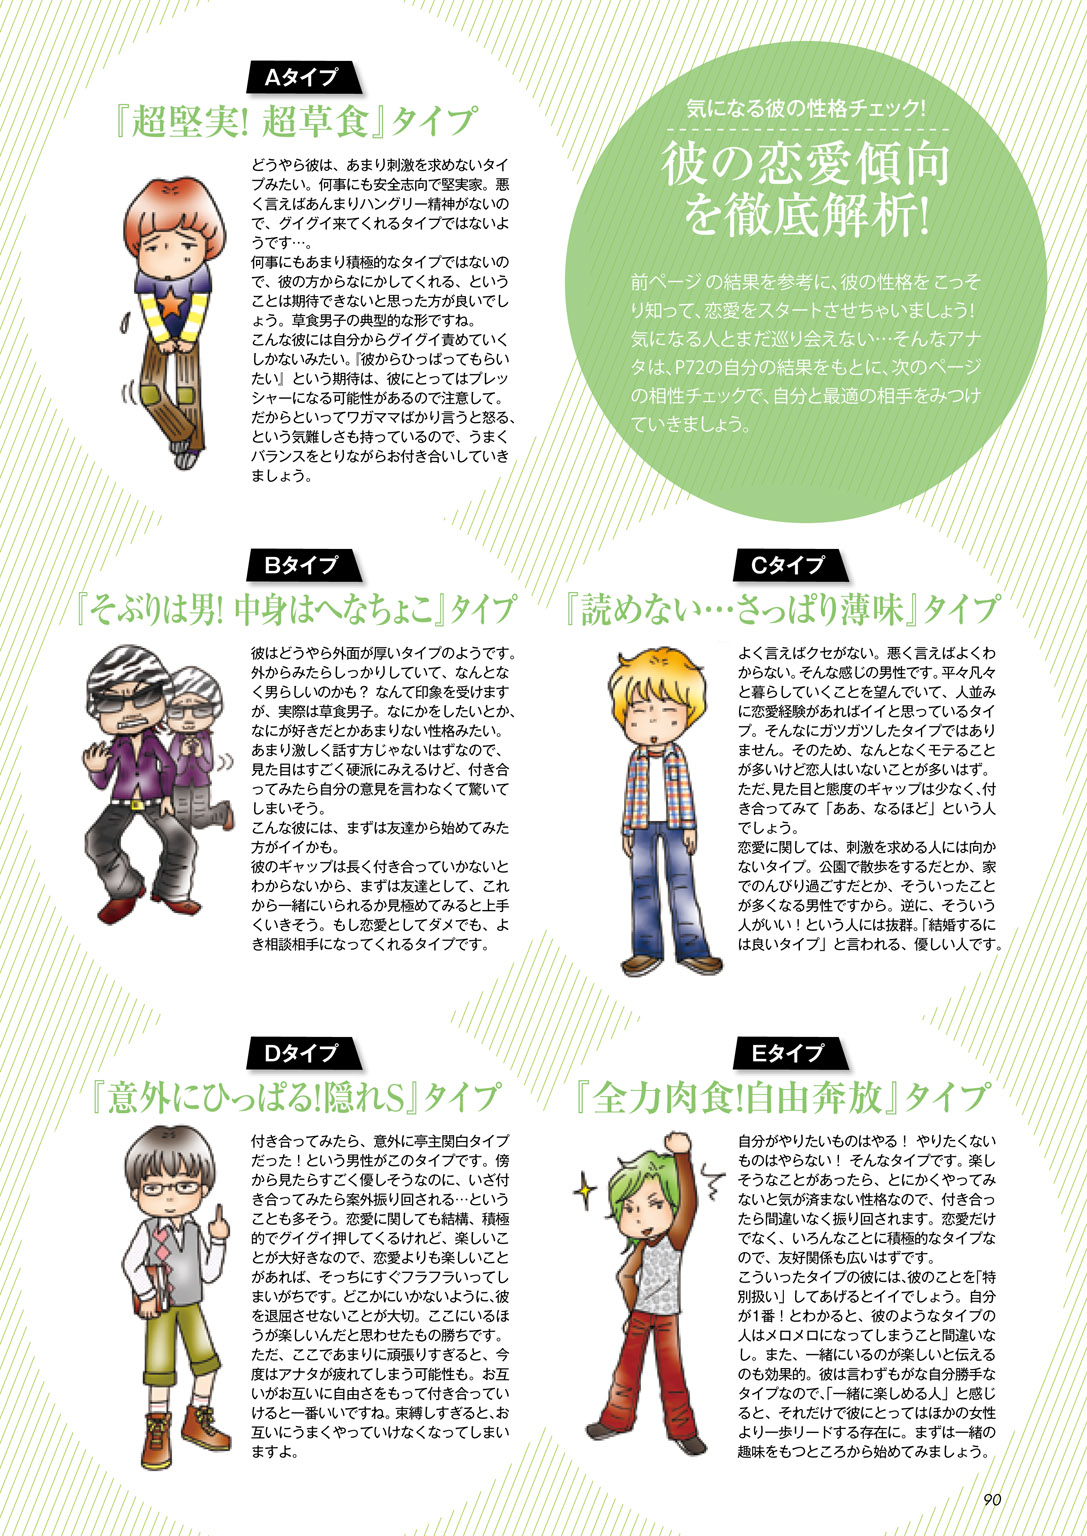 気になる彼の性格チェック!
彼の恋愛傾向
を徹底解析!
前ページの結果を参考に、彼の性格をこっそ
り知って、恋愛をスタートさせちゃいましょう!
気になる人とまだ巡り会えない…そんなアナ
タは、P72の自分の結果をもとに、次のページ
の相性チェックで、自分と最適の相手をみつけ
ていきましょう。
Aタイプ
『超堅実! 超草食』タイプ
どうやら彼は、あまり刺激を求めないタイ
プみたい。何事にも安全志向で堅実家。悪
く言えばあんまりハングリー精神がないの
で、グイグイ来てくれるタイプではないよ
うです…。
何事にもあまり積極的なタイプではないの
で、彼の方からなにかしてくれる、という
ことは期待できないと思った方が良いでし
ょう。草食男子の典型的な形ですね。
こんな彼には自分からグイグイ責めていく
しかないみたい。『彼からひっぱってもらい
たい』という期待は、彼にとってはプレッ
シャーになる可能性があるので注意して。
だからといってワガママばかり言うと怒る、
という気難しさも持っているので、うまく
バランスをとりながらお付き合いしていき
ましょう。
Bタイプ
『そぶりは男! 中身はへなちょこ』タイプ
彼はどうやら外面が厚いタイプのようです。
外からみたらしっかりしていて、なんとな
く男らしいのかも? なんて印象を受けます
が、実際は草食男子。なにかをしたいとか、
なにが好きだとかあまりない性格みたい。
あまり激しく話す方じゃないはずなので、
見た目はすごく硬派にみえるけど、付き合
ってみたら自分の意見を言わなくて驚いて
しまいそう。
こんな彼には、まずは友達から始めてみた
方がイイかも。
彼のギャップは長く付き合っていかないと
わからないから、まずは友達として、これ
から一緒にいられるか見極めてみると上手
くいきそう。もし恋愛としてダメでも、よ
き相談相手になってくれるタイプです。
Cタイプ
『読めない…さっぱり薄味』タイプ
よく言えばクセがない。悪く言えばよくわ
からない。そんな感じの男性です。平々凡々
と暮らしていくことを望んでいて、人並み
に恋愛経験があればイイと思っているタイ
プ。そんなにガツガツしたタイプではあり
ません。そのため、なんとなくモテること
が多いけど恋人はいないことが多いはず。
ただ、見た目と態度のギャップは少なく、付
き合ってみて「ああ、なるほど」という人
でしょう。
恋愛に関しては、刺激を求める人には向か
ないタイプ。公園で散歩をするだとか、家
でのんびり過ごすだとか、そういったこと
が多くなる男性ですから。逆に、そういう
人がいい!という人には抜群。「結婚するに
は良いタイプ」と言われる、優しい人です。
Dタイプ
『意外にひっぱる!隠れS』タイプ
付き合ってみたら、意外に亭主関白タイプ
だった!という男性がこのタイプです。傍
から見たらすごく優しそうなのに、いざ付
き合ってみたら案外振り回される…という
ことも多そう。恋愛に関しても結構、積極
的でグイグイ押してくるけれど、楽しいこ
とが大好きなので、恋愛よりも楽しいこと
があれば、そっちにすぐフラフラいってし
まいがちです。どこかにいかないように、彼
を退屈させないことが大切。ここにいるほ
うが楽しいんだと思わせたもの勝ちです。
ただ、ここであまりに頑張りすぎると、今
度はアナタが疲れてしまう可能性も。お互
いがお互いに自由さをもって付き合ってい
けると一番いいですね。束縛しすぎると、お
互いにうまくやっていけなくなってしまい
ますよ。
Eタイプ
『全力肉食!自由奔放』タイプ
自分がやりたいものはやる! やりたくない
ものはやらない! そんなタイプです。楽し
そうなことがあったら、とにかくやってみ
ないと気が済まない性格なので、付き合っ
たら間違いなく振り回されます。恋愛だけ
でなく、いろんなことに積極的なタイプな
ので、友好関係も広いはずです。
こういったタイプの彼には、彼のことを「特
別扱い」してあげるとイイでしょう。自分
が1番!とわかると、彼のようなタイプの
人はメロメロになってしまうこと間違いな
し。また、一緒にいるのが楽しいと伝える
のも効果的。彼は言わずもがな自分勝手な
タイプなので、「一緒に楽しめる人」と感じ
ると、それだけで彼にとってはほかの女性
より一歩リードする存在に。まずは一緒の
趣味をもつところから始めてみましょう。
90